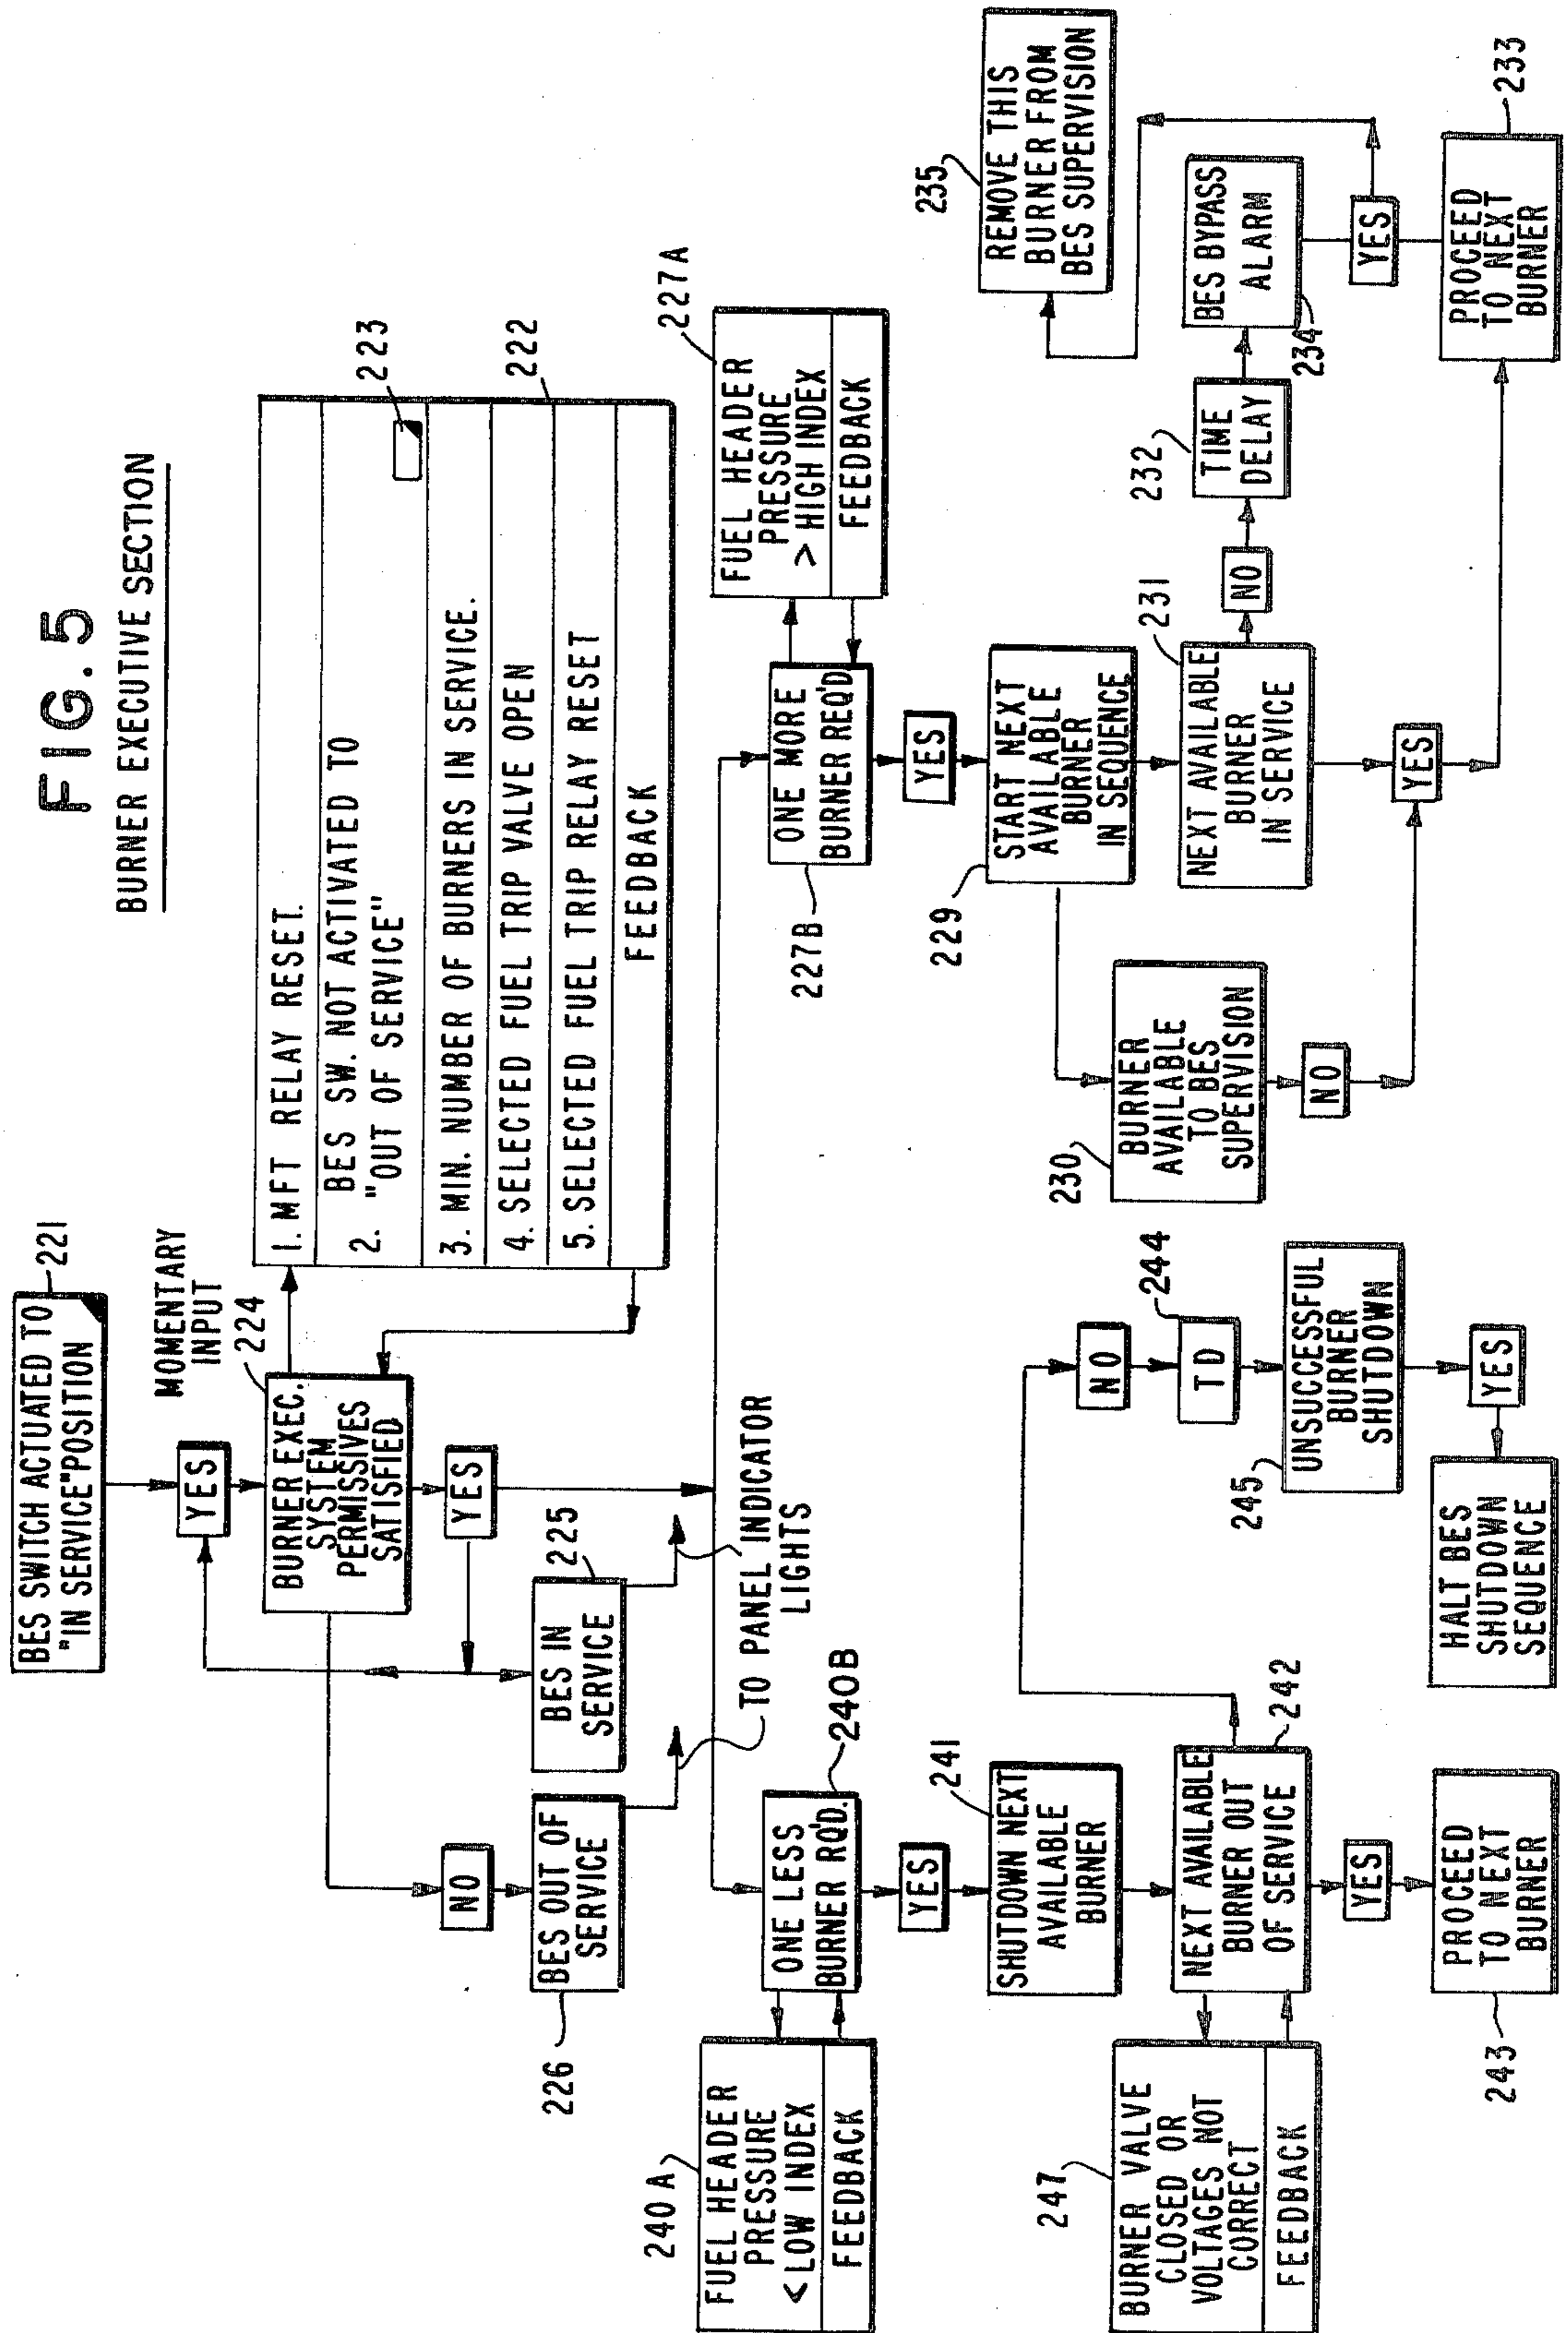 FIG. 5
BURNER EXECUTIVE SECTION
BES SWITCH ACTUATED TO
"IN SERVICE" POSITION
221
YES
MOMENTARY
INPUT
224
BURNER EXEC.
SYSTEM
PERMISSIVES
SATISFIED
YES
1. MFT RELAY RESET.
2. BES SW. NOT ACTIVATED TO
"OUT OF SERVICE"
223
3. MIN. NUMBER OF BURNERS IN SERVICE.
4. SELECTED FUEL TRIP VALVE OPEN
5. SELECTED FUEL TRIP RELAY RESET
FEEDBACK
222
NO
BES OUT OF
SERVICE
226
BES IN
SERVICE
225
TO PANEL INDICATOR
LIGHTS
240A
FUEL HEADER
PRESSURE
< LOW INDEX
FEEDBACK
ONE LESS
BURNER RQ'D.
240B
YES
241
SHUTDOWN NEXT
AVAILABLE
BURNER
247
BURNER VALVE
CLOSED OR
VOLTAGES NOT
CORRECT
FEEDBACK
NEXT AVAILABLE
BURNER OUT
OF SERVICE
242
YES
PROCEED
TO NEXT
BURNER
243
NO
TD
244
UNSUCCESSFUL
BURNER
SHUTDOWN
245
YES
HALT BES
SHUTDOWN
SEQUENCE
ONE MORE
BURNER REQ'D
227B
FUEL HEADER
PRESSURE
> HIGH INDEX
FEEDBACK
227A
YES
START NEXT
AVAILABLE
BURNER
IN SEQUENCE
229
BURNER
AVAILABLE
TO BES
SUPERVISION
230
NO
NEXT AVAILABLE
BURNER
IN SERVICE
231
NO
TIME
DELAY
232
BES BYPASS
ALARM
234
YES
REMOVE THIS
BURNER FROM
BES SUPERVISION
235
YES
PROCEED
TO NEXT
BURNER
233